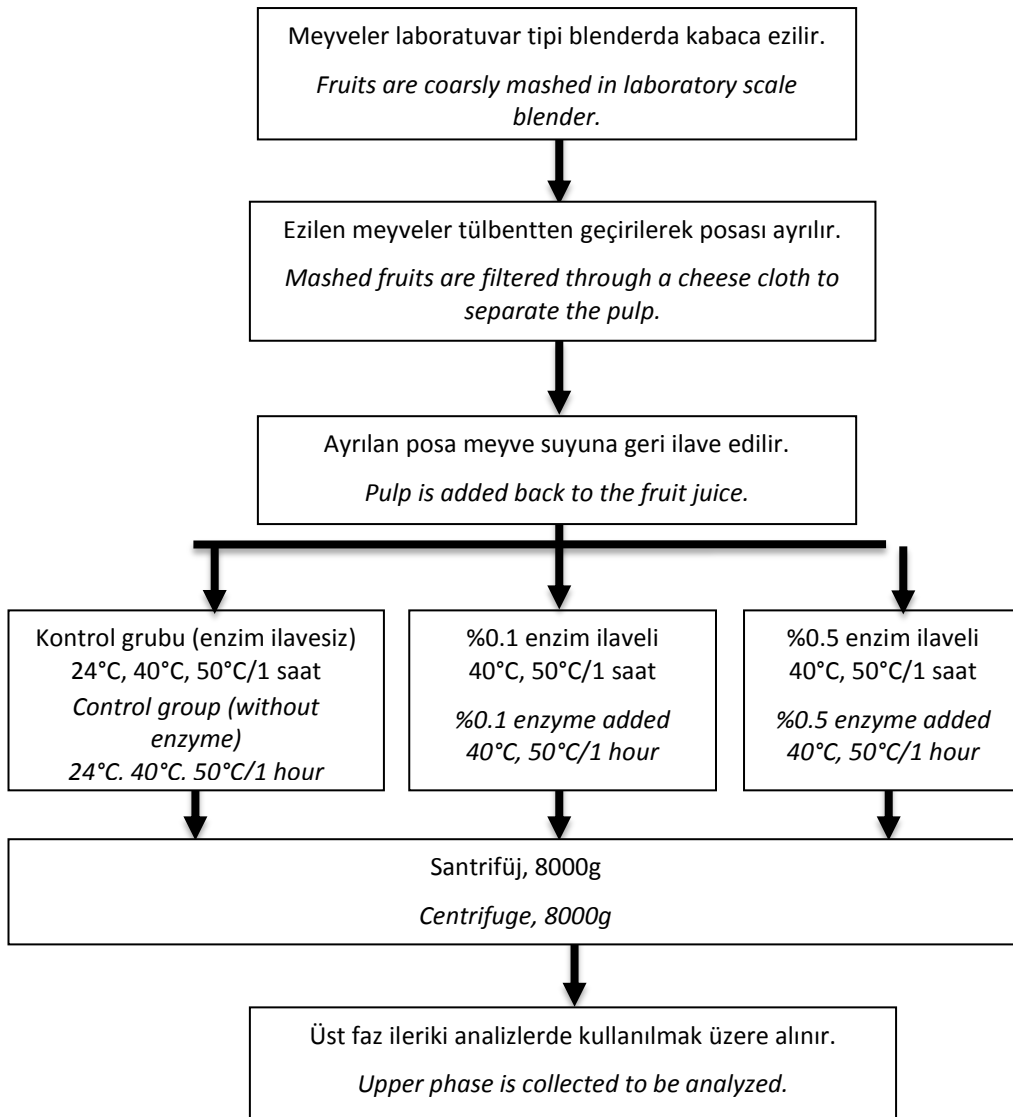 Meyveler laboratuvar tipi blenderda kabaca ezilir.
Fruits are coarsly mashed in laboratory scale
blender.
Ezilen meyveler tülbentten geçirilerek posası ayrılır.
Mashed fruits are filtered through a cheese cloth to
separate the pulp.
Ayrılan posa meyve suyuna geri ilave edilir.
Pulp is added back to the fruit juice.
Kontrol grubu (enzim ilavesiz)
24°C, 40°C, 50°C/1 saat
Control group (without
enzyme)
24°C. 40°C. 50°C/1 hour
%0.1 enzim ilaveli
40°C, 50°C/1 saat
%0.1 enzyme added
40°C, 50°C/1 hour
%0.5 enzim ilaveli
40°C, 50°C/1 saat
%0.5 enzyme added
40°C, 50°C/1 hour
Santrifüj, 8000g
Centrifuge, 8000g
Üst faz ileriki analizlerde kullanılmak üzere alınır.
Upper phase is collected to be analyzed.